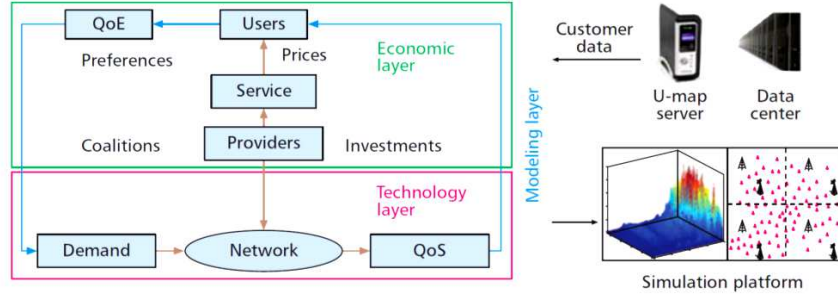 QoE
Users
Preferences
Prices
Economic
layer
Service
Coalitions
Providers
Investments
Technology
layer
Demand
Network
QoS
Modeling layer
Customer
data
U-map
server
Data
center
Simulation platform